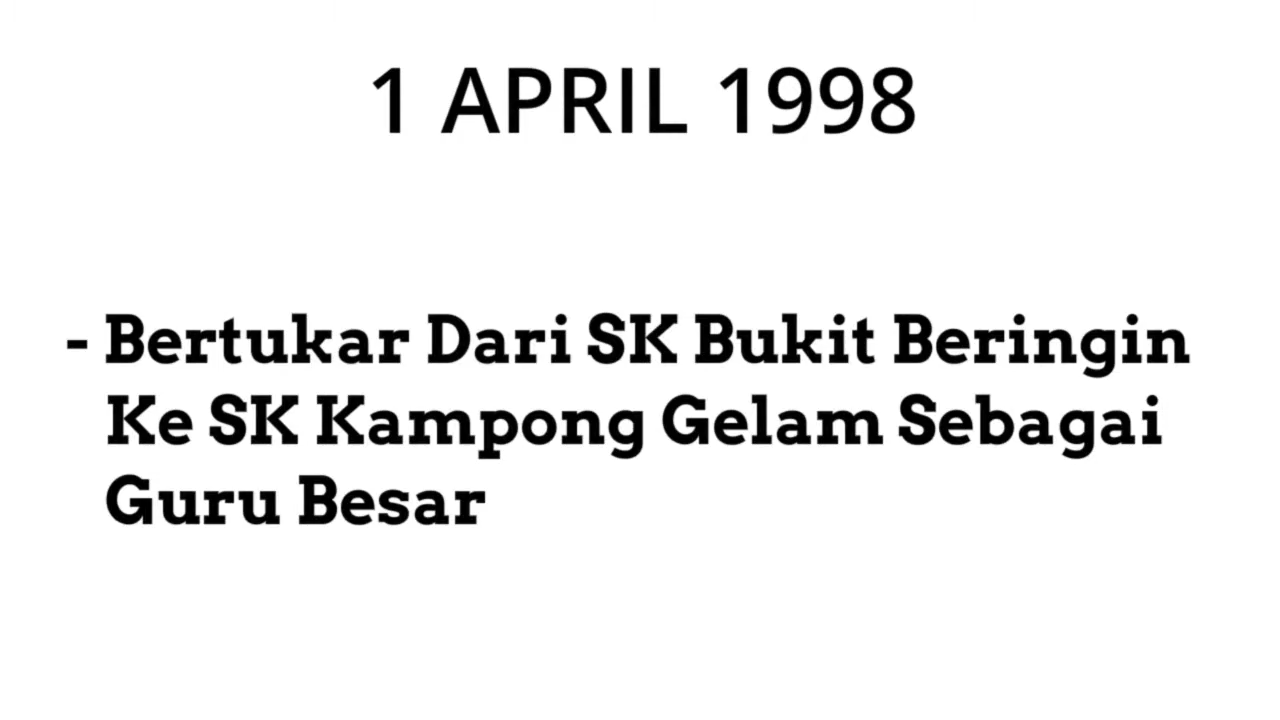 1 APRIL 1998
- Bertukar Dari SK Bukit Beringin
Ke SK Kampong Gelam Sebagai
Guru Besar